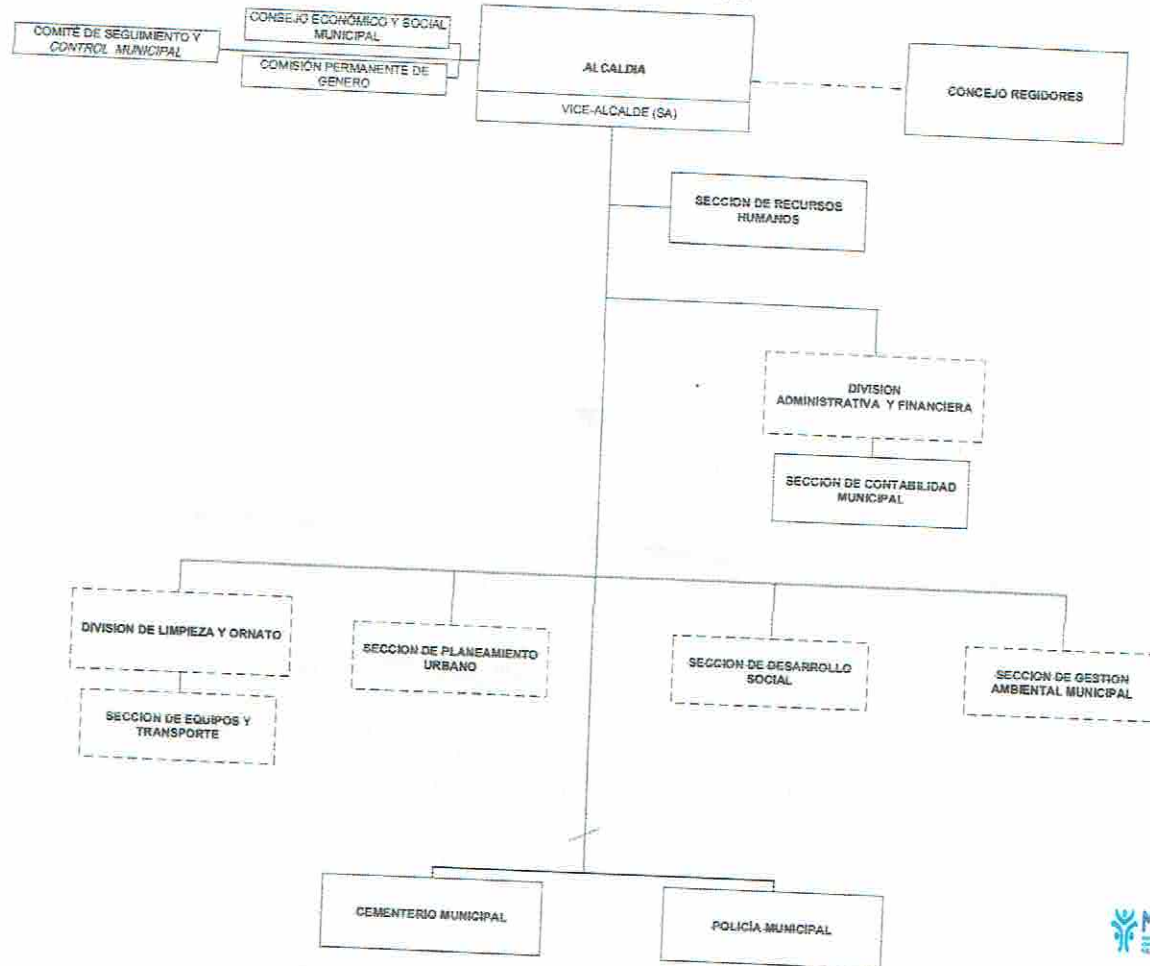 CONSEJO ECONÓMICO Y SOCIAL
MUNICIPAL
COMITÉ DE SEGUIMIENTO Y
CONTROL MUNICIPAL
COMISIÓN PERMANENTE DE
GENERO
ALCALDIA
VICE-ALCALDE (SA)
CONCEJO REGIDORES
SECCION DE RECURSOS
HUMANOS
DIVISION
ADMINISTRATIVA Y FINANCIERA
SECCION DE CONTABILIDAD
MUNICIPAL
DIVISION DE LIMPIEZA Y ORNATO
SECCION DE EQUIPOS Y
TRANSPORTE
SECCION DE PLANEAMIENTO
URBANO
SECCION DE DESARROLLO
SOCIAL
SECCION DE GESTION
AMBIENTAL MUNICIPAL
CEMENTERIO MUNICIPAL
POLICÍA MUNICIPAL